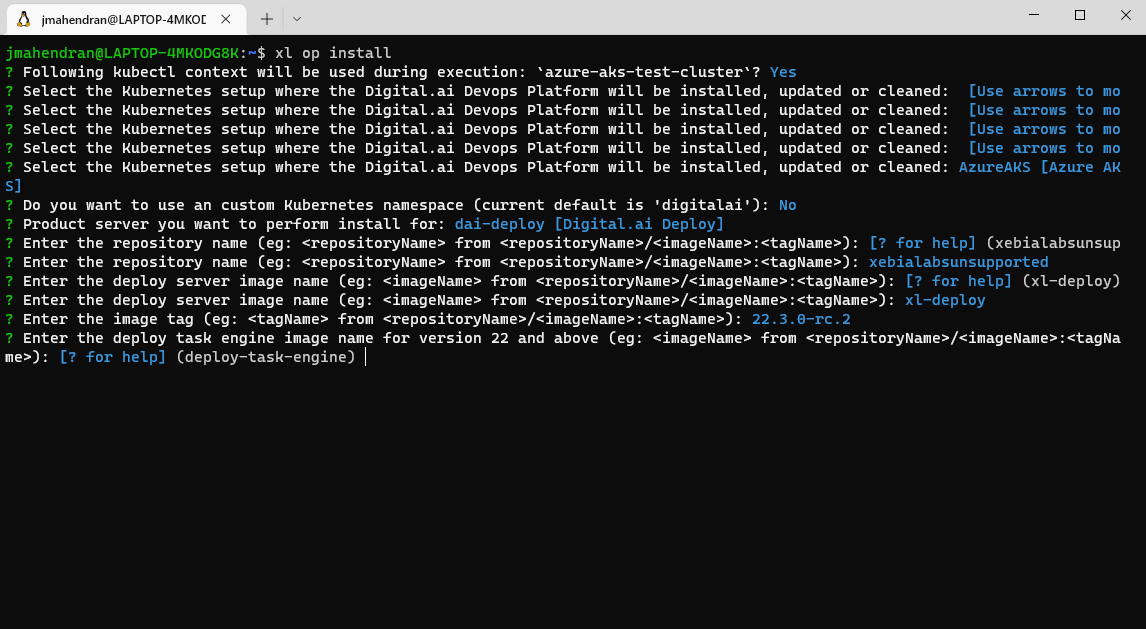 jmahendran@LAPTOP-4MKOD
jmahendran@LAPTOP-4MKODG8K:~$ xl op install
? Following kubectl context will be used during execution: `azure-aks-test-cluster`? Yes
? Select the Kubernetes setup where the Digital.ai Devops Platform will be installed, updated or cleaned:  [Use arrows to mo
? Select the Kubernetes setup where the Digital.ai Devops Platform will be installed, updated or cleaned:  [Use arrows to mo
? Select the Kubernetes setup where the Digital.ai Devops Platform will be installed, updated or cleaned:  [Use arrows to mo
? Select the Kubernetes setup where the Digital.ai Devops Platform will be installed, updated or cleaned:  [Use arrows to mo
? Select the Kubernetes setup where the Digital.ai Devops Platform will be installed, updated or cleaned: AzureAKS [Azure AK
S]
? Do you want to use an custom Kubernetes namespace (current default is 'digitalai'): No
? Product server you want to perform install for: dai-deploy [Digital.ai Deploy]
? Enter the repository name (eg: <repositoryName> from <repositoryName>/<imageName>:<tagName>): [? for help] (xebialabsunsup
? Enter the repository name (eg: <repositoryName> from <repositoryName>/<imageName>:<tagName>): xebialabsunsupported
? Enter the deploy server image name (eg: <imageName> from <repositoryName>/<imageName>:<tagName>): [? for help] (xl-deploy)
? Enter the deploy server image name (eg: <imageName> from <repositoryName>/<imageName>:<tagName>): xl-deploy
? Enter the image tag (eg: <tagName> from <repositoryName>/<imageName>:<tagName>): 22.3.0-rc.2
? Enter the deploy task engine image name for version 22 and above (eg: <imageName> from <repositoryName>/<imageName>:<tagNa
me>): [? for help] (deploy-task-engine)